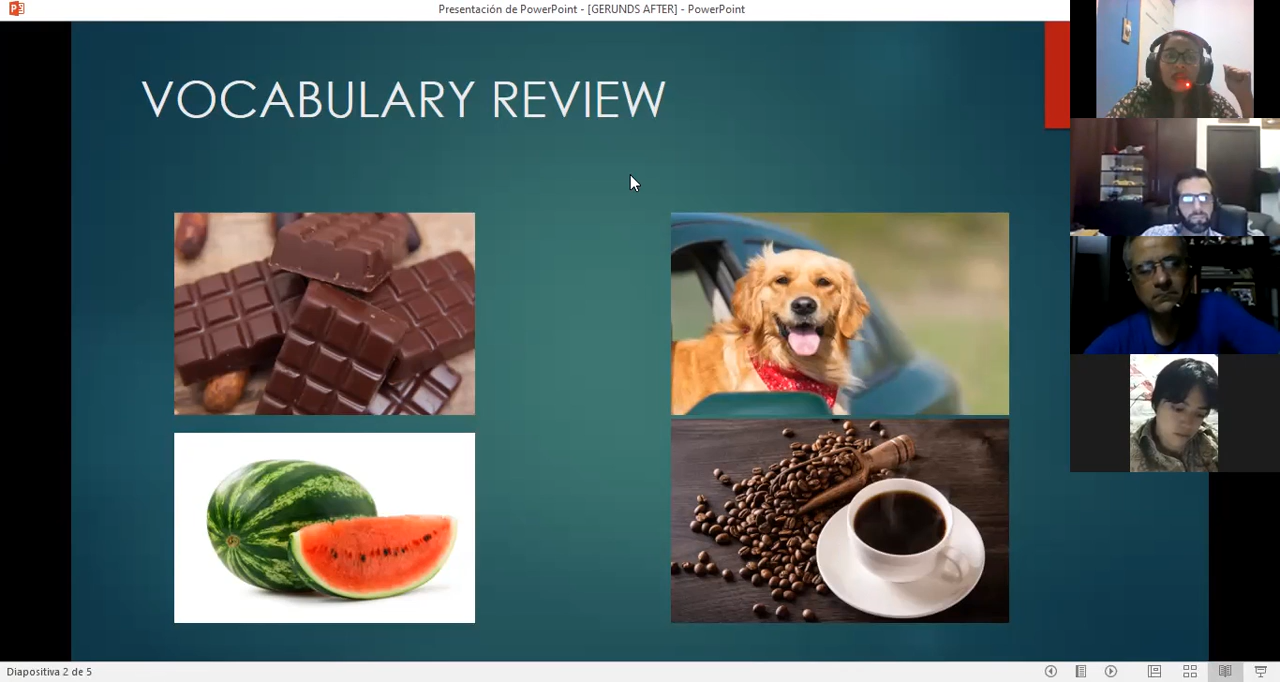 Presentación de PowerPoint - [GERUNDS AFTER] - PowerPoint
VOCABULARY REVIEW
Diapositiva 2 de 5